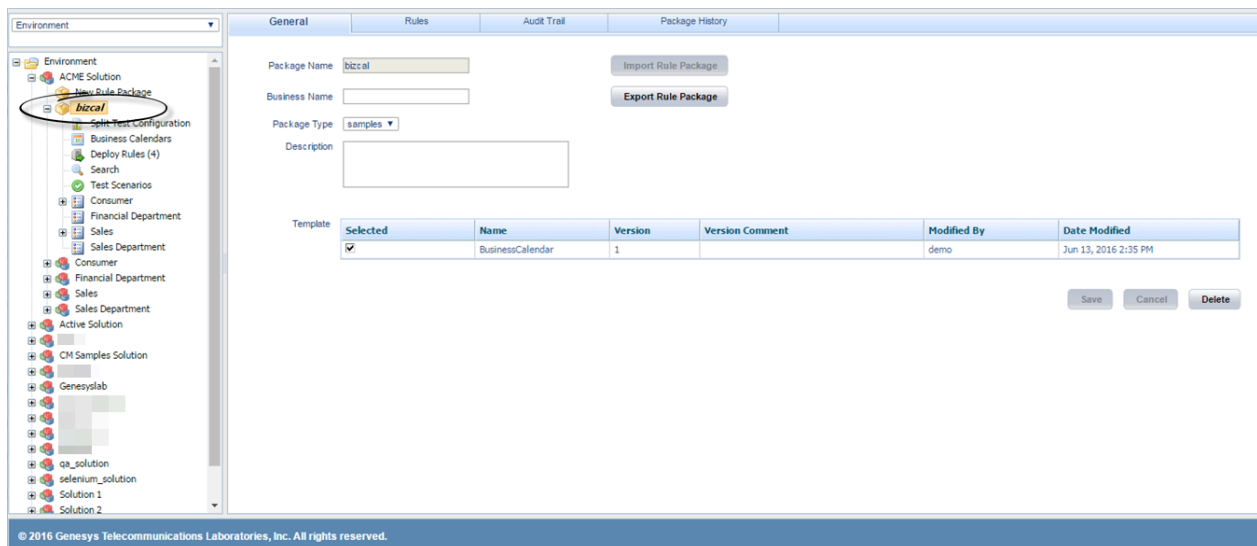 Environment
General
Rules
Audit Trail
Package History
Environment
ACME Solution
New Rule Package
bizcal
Split Test Configuration
Business Calendars
Deploy Rules (4)
Search
Test Scenarios
Consumer
Financial Department
Sales
Sales Department
Consumer
Financial Department
Sales
Sales Department
Active Solution
CM Samples Solution
Genesyslab
qa_solution
selenium_solution
Solution 1
Solution 2
Package Name bizcal
Import Rule Package
Business Name
Export Rule Package
Package Type samples
Description
Template
Selected Name Version Version Comment Modified By Date Modified
BusinessCalendar 1 demo Jun 13, 2016 2:35 PM
Save Cancel Delete
© 2016 Genesys Telecommunications Laboratories, Inc. All rights reserved.